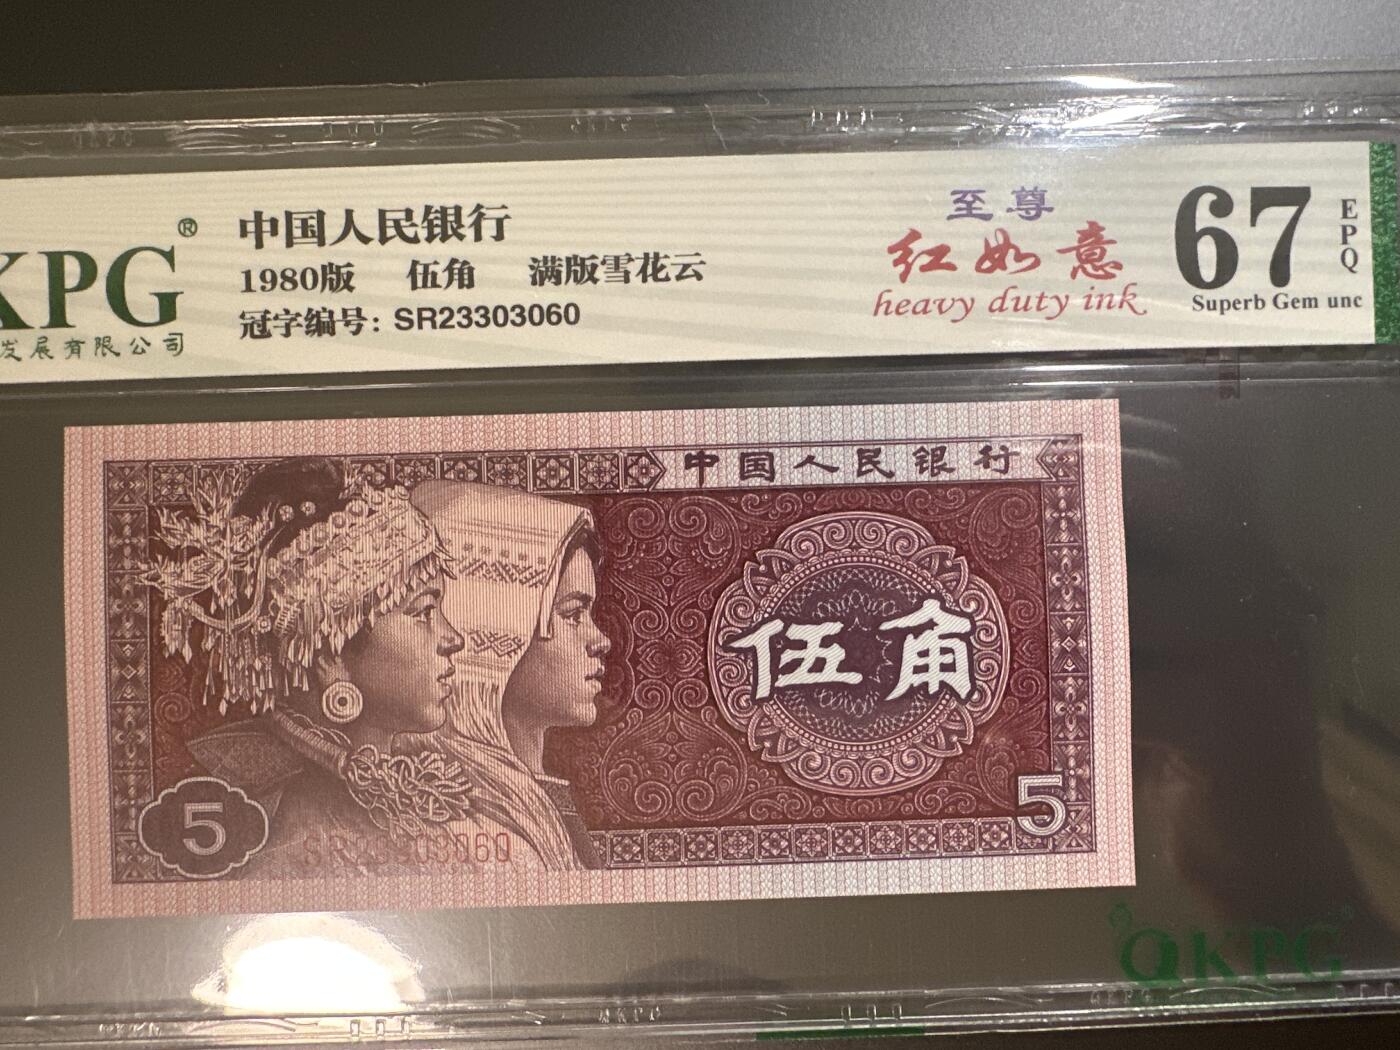 KPG®
发展有限公司
中国人民银行
1980版 伍角 满版雪花云
冠字编号: SR23303060
至尊
红如意
heavy duty ink
67
EPQ
Superb Gem unc
中国人民银行
伍角
5
5
SR23303060
QKPG